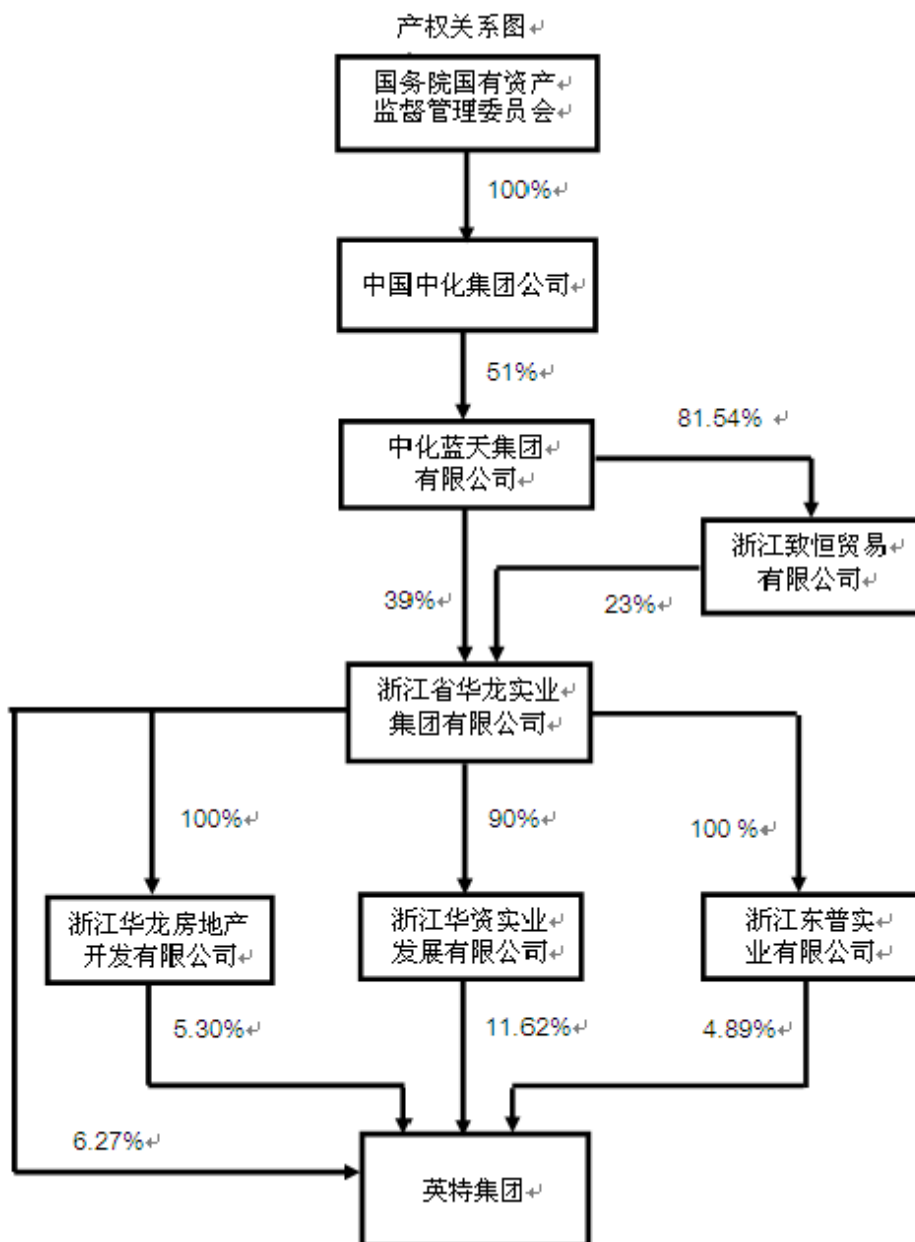 产权关系图↵
国务院国有资产
监督管理委员会↵
100%↵
中国中化集团公司↵
51%↵
81.54% ↵
中化蓝天集团↵
有限公司↵
浙江致恒贸易↵
有限公司↵
39%↵
23%↵
浙江省华龙实业↵
集团有限公司↵
100%↵
90%↵
100 %↵
浙江华龙房地产
开发有限公司↵
浙江华资实业↵
发展有限公司↵
浙江东普实↵
业有限公司↵
5.30%↵
11.62%↵
4.89%↵
6.27%↵
英特集团↵